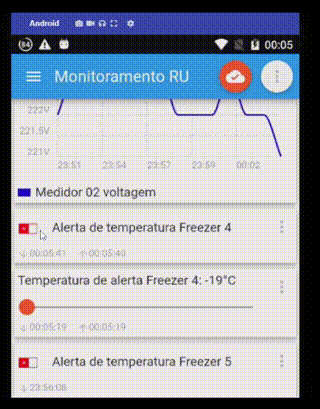 Android
84
00:05
Monitoramento RU
222V
221.5V
221V
23:51 23:54 23:57 23:59 00:02
Medidor 02 voltagem
Alerta de temperatura Freezer 4
↓00:05:41 ↑00:05:40
Temperatura de alerta Freezer 4: -19°C
↓00:05:19 ↑00:05:19
Alerta de temperatura Freezer 5
↓23:56:08